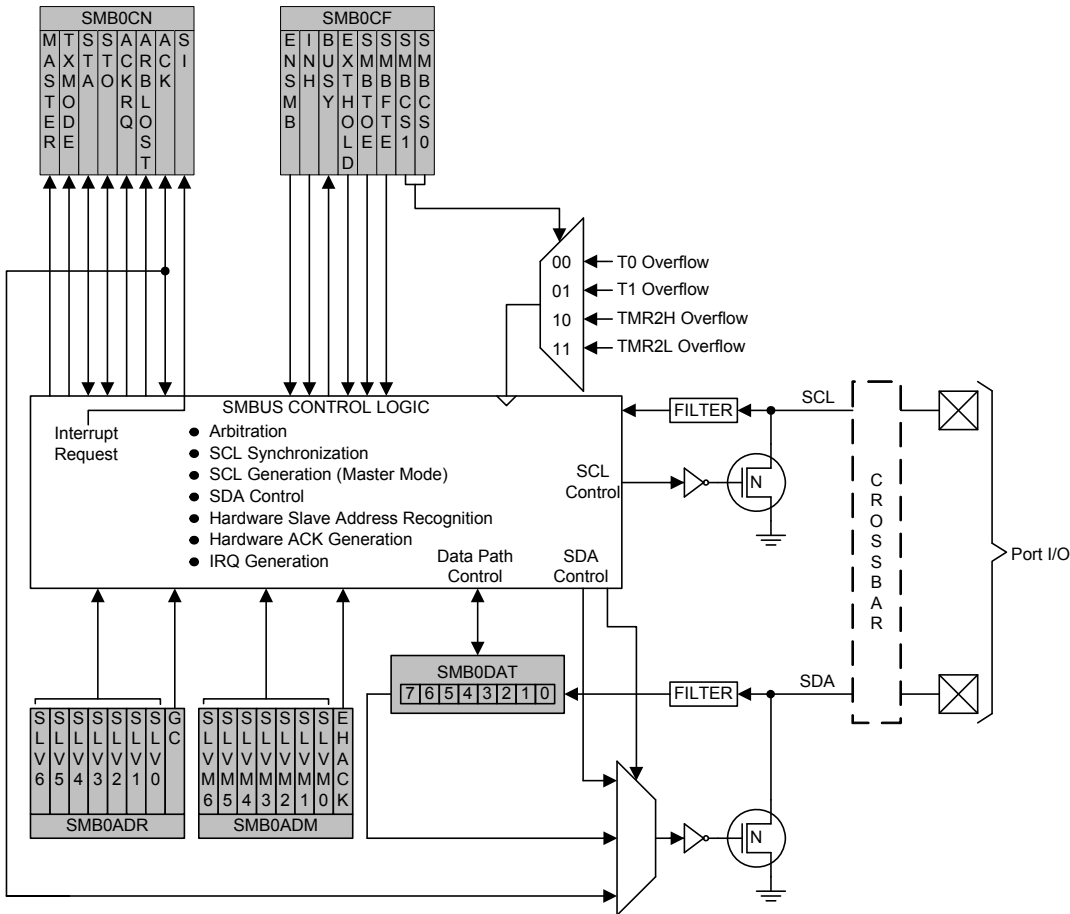 SMB0CN
MASTER
TXMODE
STA
STO
ACKRQ
ARBLOST
ACK
SI
SMB0CF
ENSMB
INH
BUSY
EXTHOLD
SMBTOE
SMBFTE
SMBCS1
SMBCS0
00
01
10
11
T0 Overflow
T1 Overflow
TMR2H Overflow
TMR2L Overflow
SMBUS CONTROL LOGIC
Interrupt
Request
● Arbitration
● SCL Synchronization
● SCL Generation (Master Mode)
● SDA Control
● Hardware Slave Address Recognition
● Hardware ACK Generation
● IRQ Generation
SCL
Control
Data Path
Control
SDA
Control
FILTER
SCL
N
CROSSBAR
Port I/O
SMB0DAT
7 6 5 4 3 2 1 0
FILTER
SDA
N
SLV6
SLV5
SLV4
SLV3
SLV2
SLV1
SLV0
GC
SMB0ADR
SLVM6
SLVM5
SLVM4
SLVM3
SLVM2
SLVM1
SLVM0
EHACK
SMB0ADM